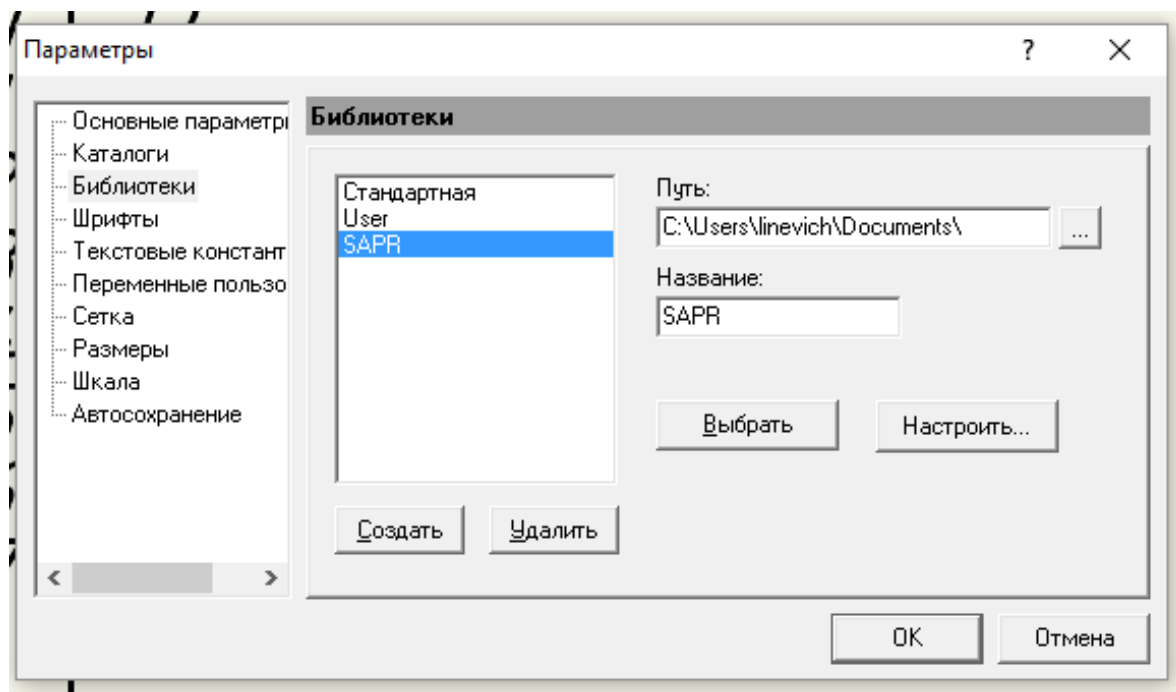 Параметры
?
Основные параметры
Каталоги
Библиотеки
Шрифты
Текстовые констант
Переменные пользо
Сетка
Размеры
Шкала
Автосохранение
Библиотеки
Стандартная
User
SAPR
Создать
Удалить
Путь:
C:\Users\linevich\Documents\
...
Название:
SAPR
Выбрать
Настроить...
OK
Отмена